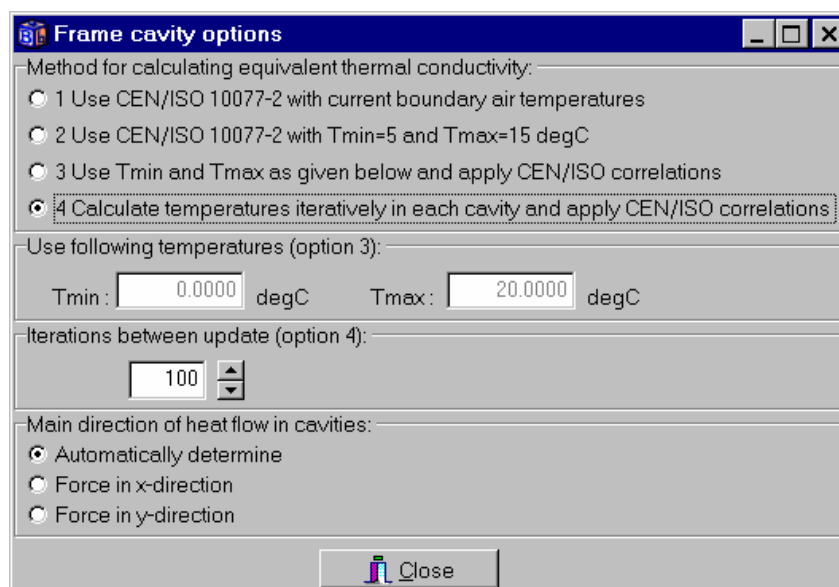 Frame cavity options
Method for calculating equivalent thermal conductivity:
1 Use CEN/ISO 10077-2 with current boundary air temperatures
2 Use CEN/ISO 10077-2 with Tmin=5 and Tmax=15 degC
3 Use Tmin and Tmax as given below and apply CEN/ISO correlations
4 Calculate temperatures iteratively in each cavity and apply CEN/ISO correlations
Use following temperatures (option 3):
Tmin : 0.0000 degC Tmax : 20.0000 degC
Iterations between update (option 4):
100
Main direction of heat flow in cavities:
Automatically determine
Force in x-direction
Force in y-direction
Close